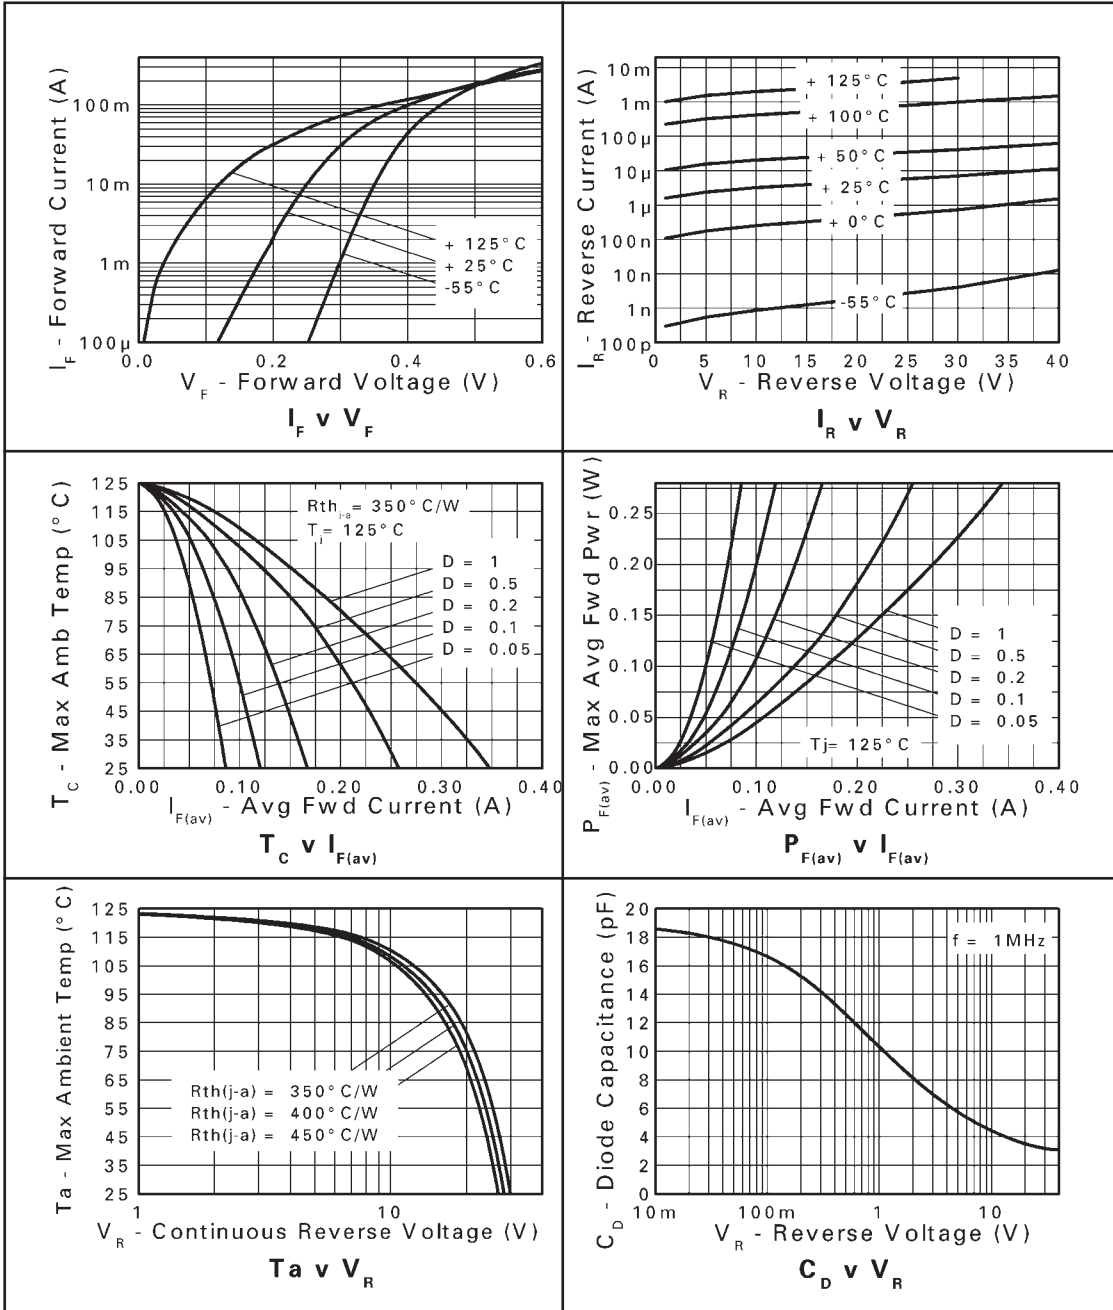 I_F - Forward Current (A)
100m
10m
1m
100µ
+ 125°C
+ 25°C
-55°C
0.0 0.2 0.4 0.6
V_F - Forward Voltage (V)
I_F v V_F
I_R - Reverse Current (A)
10m
1m
100µ
10µ
1µ
100n
10n
1n
100p
+ 125°C
+ 100°C
+ 50°C
+ 25°C
+ 0°C
-55°C
0 5 10 15 20 25 30 40
V_R - Reverse Voltage (V)
I_R v V_R
T_C - Max Amb Temp (°C)
125
115
105
95
85
75
65
55
45
35
25
Rth_j-a= 350°C/W
T_j= 125°C
D = 1
D = 0.5
D = 0.2
D = 0.1
D = 0.05
0.00 0.10 0.20 0.30 0.40
I_F(av) - Avg Fwd Current (A)
T_C v I_F(av)
P_F(av) - Max Avg Fwd Pwr (W)
0.25
0.20
0.15
0.10
0.05
0.00
D = 1
D = 0.5
D = 0.2
D = 0.1
D = 0.05
Tj= 125°C
0.00 0.10 0.20 0.30 0.40
I_F(av) - Avg Fwd Current (A)
P_F(av) v I_F(av)
Ta - Max Ambient Temp (°C)
125
115
105
95
85
75
65
55
45
35
25
Rth(j-a) = 350°C/W
Rth(j-a) = 400°C/W
Rth(j-a) = 450°C/W
1 10
V_R - Continuous Reverse Voltage (V)
Ta v V_R
C_D - Diode Capacitance (pF)
20
18
16
14
12
10
8
6
4
2
0
f = 1MHz
10m 100m 1 10
V_R - Reverse Voltage (V)
C_D v V_R